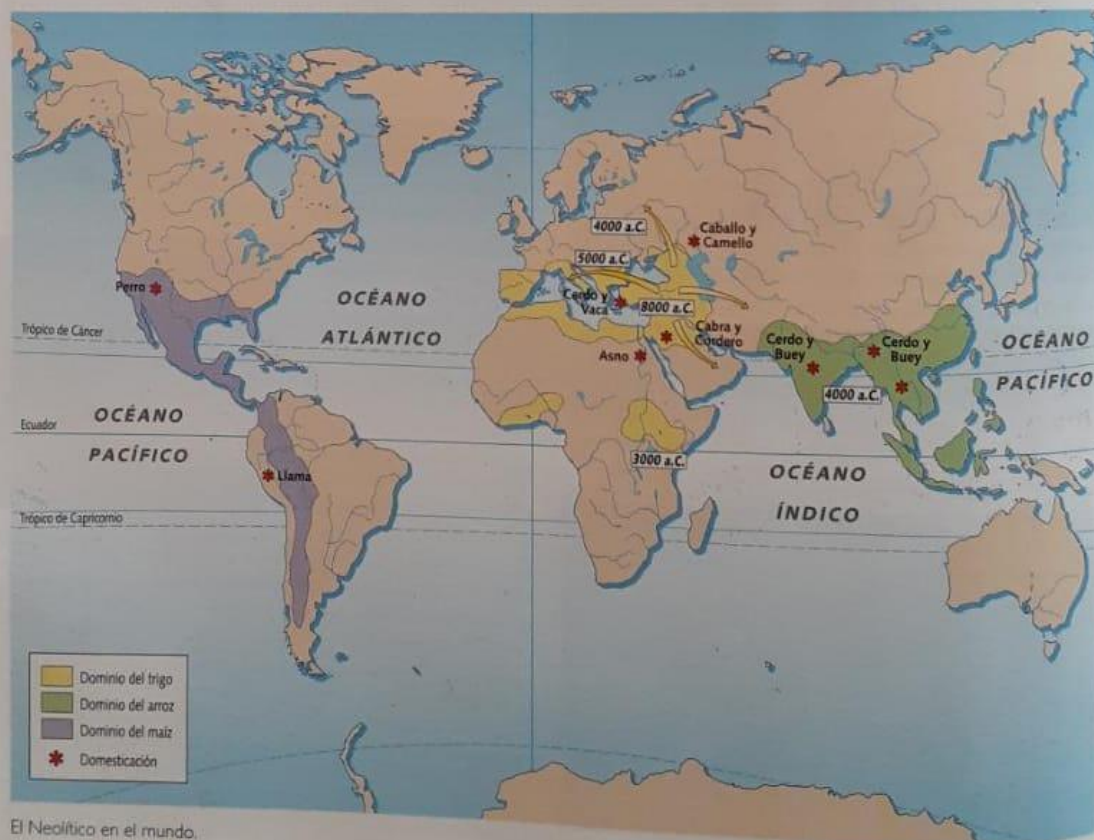 4000 a.C.
Caballo y
Camello
5000 a.C.
Perro
OCÉANO
ATLÁNTICO
Cerdo y
Vaca
8000 a.C.
Cabra y
Cordero
Trópico de Cáncer
Asno
Cerdo y
Buey
Cerdo y
Buey
4000 a.C.
OCÉANO
PACÍFICO
OCÉANO
PACÍFICO
Ecuador
Llama
3000 a.C.
OCÉANO
ÍNDICO
Trópico de Capricornio
Dominio del trigo
Dominio del arroz
Dominio del maíz
Domesticación
El Neolítico en el mundo.